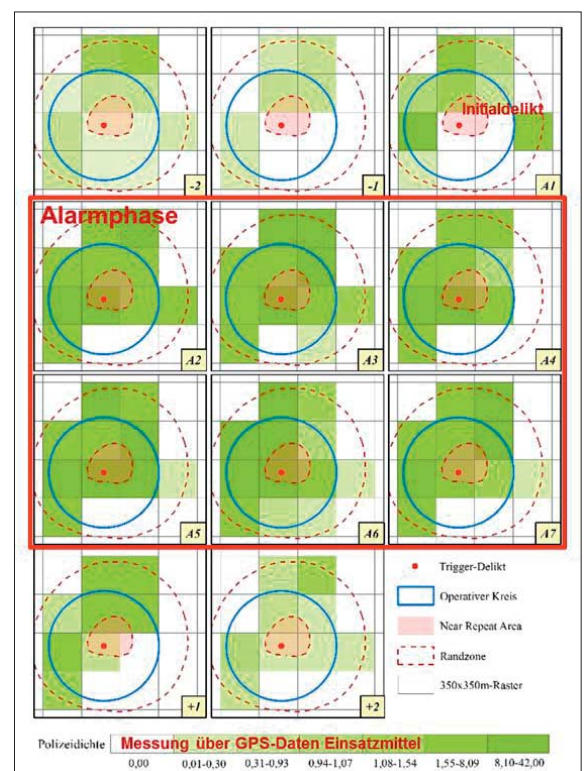 Initialdelikt
-2
-1
A1
Alarmphase
A2
A3
A4
A5
A6
A7
+1
+2
Trigger-Delikt
Operativer Kreis
Near Repeat Area
Randzone
350x350m-Raster
Polizeidichte Messung über GPS-Daten Einsatzmittel
0,00 0,01-0,30 0,31-0,93 0,94-1,07 1,08-1,54 1,55-8,09 8,10-42,00